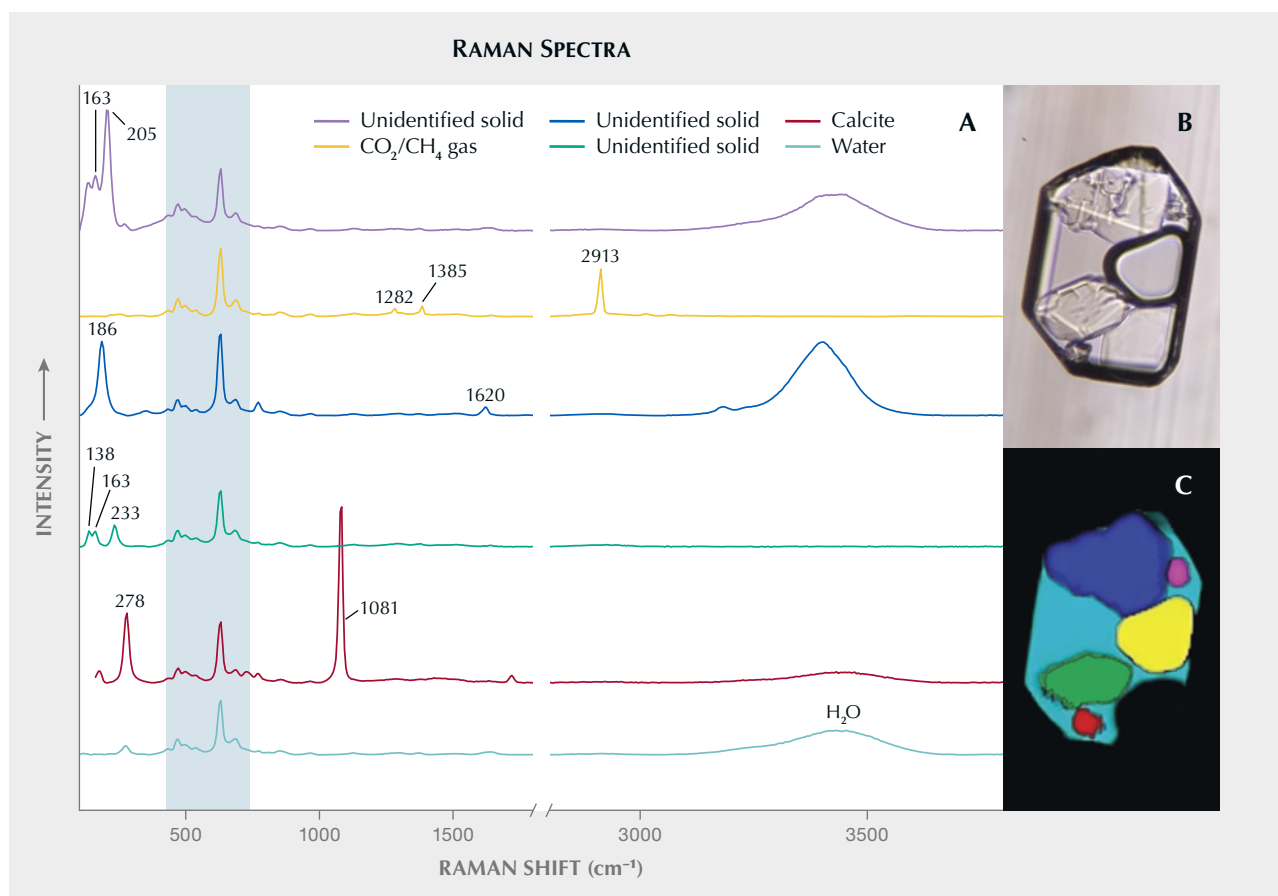 RAMAN SPECTRA
Unidentified solid
CO₂/CH₄ gas
Unidentified solid
Unidentified solid
Calcite
Water
A
B
163
205
1282
1385
2913
186
1620
138
163
233
278
1081
H₂O
C
INTENSITY
500
1000
1500
3000
3500
RAMAN SHIFT (cm⁻¹)